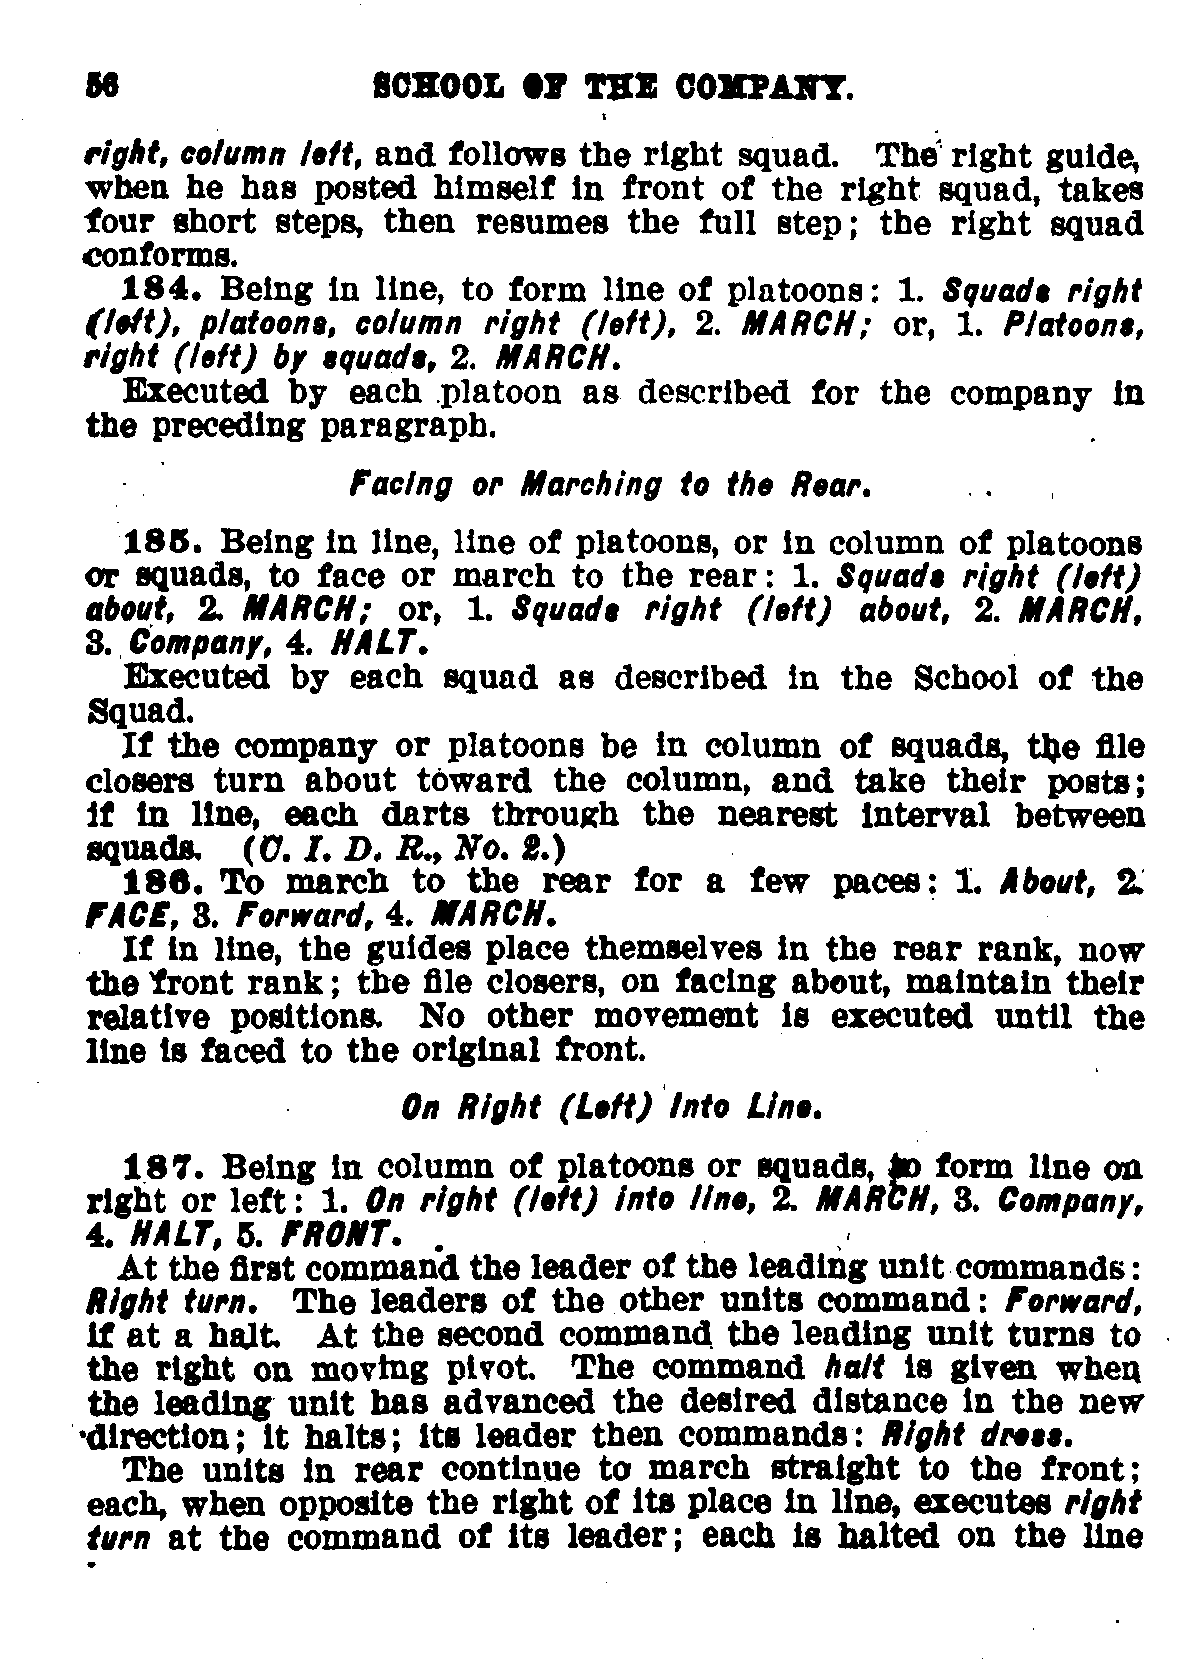 56 SCHOOL OF THE COMPANY.
right, column left, and follows the right squad. The right guide,
when he has posted himself in front of the right squad, takes
four short steps, then resumes the full step; the right squad
conforms.
184. Being in line, to form line of platoons: 1. Squads right
(left), platoons, column right (left), 2. MARCH; or, 1. Platoons,
right (left) by squads, 2. MARCH.
Executed by each platoon as described for the company in
the preceding paragraph.
Facing or Marching to the Rear.
185. Being in line, line of platoons, or in column of platoons
or squads, to face or march to the rear: 1. Squads right (left)
about, 2. MARCH; or, 1. Squads right (left) about, 2. MARCH,
3. Company, 4. HALT.
Executed by each squad as described in the School of the
Squad.
If the company or platoons be in column of squads, the file
closers turn about toward the column, and take their posts;
if in line, each darts through the nearest interval between
squads. (C. I. D. R., No. 2.)
186. To march to the rear for a few paces: 1. About, 2.
FACE, 3. Forward, 4. MARCH.
If in line, the guides place themselves in the rear rank, now
the front rank; the file closers, on facing about, maintain their
relative positions. No other movement is executed until the
line is faced to the original front.
On Right (Left) Into Line.
187. Being in column of platoons or squads, to form line on
right or left: 1. On right (left) into line, 2. MARCH, 3. Company,
4. HALT, 5. FRONT.
At the first command the leader of the leading unit commands:
Right turn. The leaders of the other units command: Forward,
if at a halt. At the second command the leading unit turns to
the right on moving pivot. The command halt is given when
the leading unit has advanced the desired distance in the new
direction; it halts; its leader then commands: Right dress.
The units in rear continue to march straight to the front;
each, when opposite the right of its place in line, executes right
turn at the command of its leader; each is halted on the line